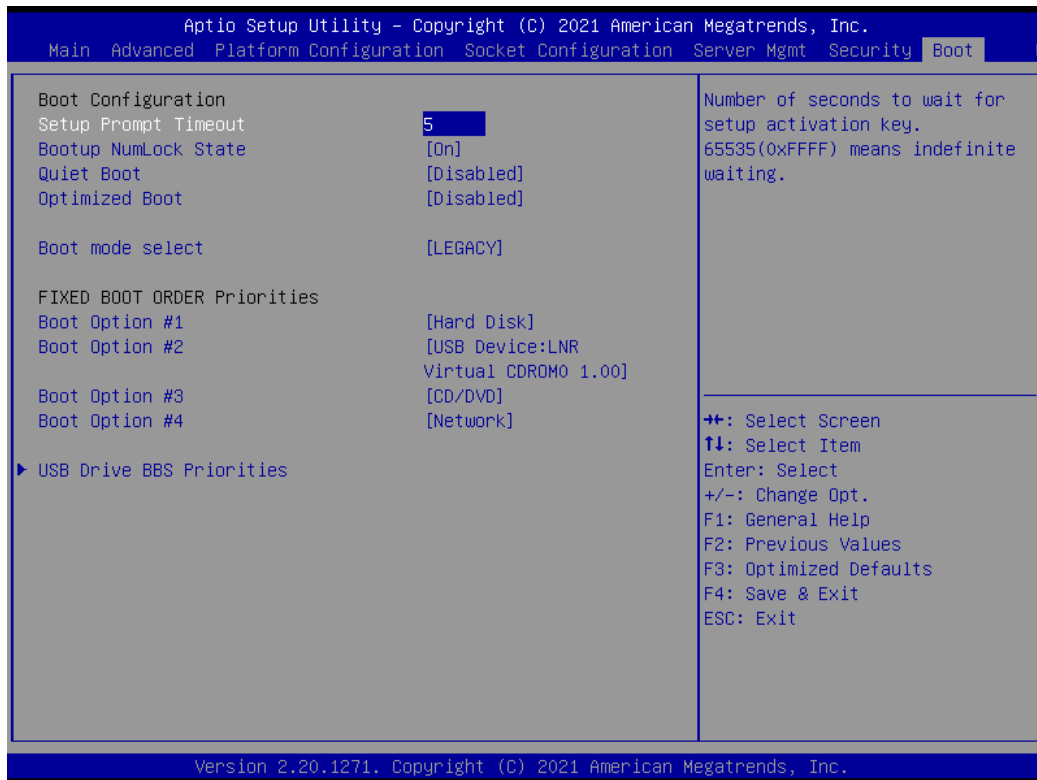 Aptio Setup Utility – Copyright (C) 2021 American Megatrends, Inc.
Main Advanced Platform Configuration Socket Configuration Server Mgmt Security Boot
Boot Configuration
Setup Prompt Timeout 5
Bootup NumLock State [On]
Quiet Boot [Disabled]
Optimized Boot [Disabled]
Boot mode select [LEGACY]
FIXED BOOT ORDER Priorities
Boot Option #1 [Hard Disk]
Boot Option #2 [USB Device:LNR
Virtual CDROM0 1.00]
Boot Option #3 [CD/DVD]
Boot Option #4 [Network]
▶ USB Drive BBS Priorities
Number of seconds to wait for
setup activation key.
65535(0xFFFF) means indefinite
waiting.
→←: Select Screen
↑↓: Select Item
Enter: Select
+/-: Change Opt.
F1: General Help
F2: Previous Values
F3: Optimized Defaults
F4: Save & Exit
ESC: Exit
Version 2.20.1271. Copyright (C) 2021 American Megatrends, Inc.